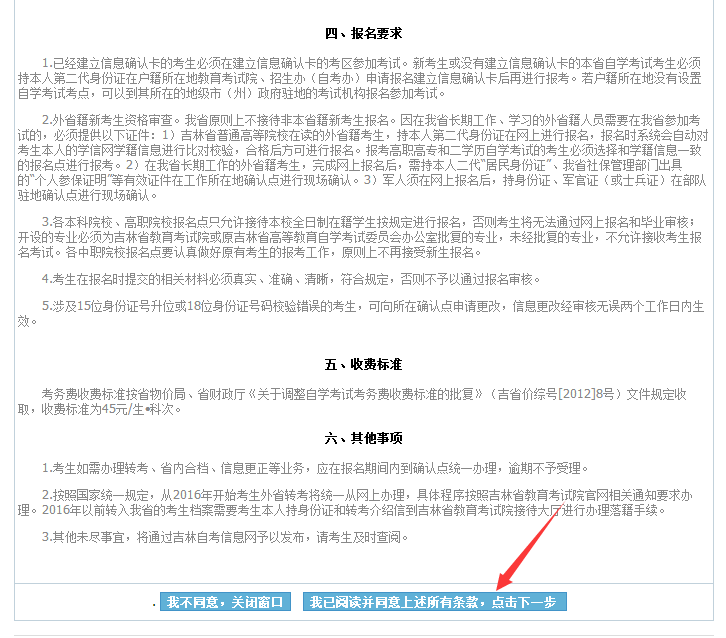 四、报名要求
1.已经建立信息确认卡的考生必须在建立信息确认卡的考区参加考试。新考生或没有建立信息确认卡的本省自学考试考生必须
持本人第二代身份证在户籍所在地教育考试院、招生办（自考办）申请报名建立信息确认卡后再进行报考。若户籍所在地没有设置
自学考试考点，可以到其所在的地级市（州）政府驻地的考试机构报名参加考试。
2.外省籍新考生资格审查。我省原则上不接待非本省籍新考生报名。因在我省长期工作、学习的外省籍人员需要在我省参加考
试的，必须提供以下证件：1）吉林省普通高等院校在读的外省籍考生，持本人第二代身份证在网上进行报名，报名时系统会自动对
考生本人的学信网学籍信息进行比对校验，合格后方可进行报名。报考高职高专和二学历自学考试的考生必须选择和学籍信息一致
的报名点进行报考。2）在我省长期工作的外省籍考生，完成网上报名后，需持本人二代“居民身份证”、我省社保管理部门出具
的“个人参保证明”等有效证件在工作所在地确认点进行现场确认。3）军人须在网上报名后，持身份证、军官证（或士兵证）在部队
驻地确认点进行现场确认。
3.各本科院校、高职院校报名点只允许接待本校全日制在籍学生按规定进行报名，否则考生将无法通过网上报名和毕业审核；
开设的专业必须为吉林省教育考试院或原吉林省高等教育自学考试委员会办公室批复的专业，未经批复的专业，不允许接收考生报
名考试。各中职院校报名点要认真做好原有考生的报考工作，原则上不再接受新生报名。
4.考生在报名时提交的相关材料必须真实、准确、清晰，符合规定，否则不予以通过报名审核。
5.涉及15位身份证号升位或18位身份证号码校验错误的考生，可向所在确认点申请更改，信息更改经审核无误两个工作日内生
效。
五、收费标准
考务费收费标准按省物价局、省财政厅《关于调整自学考试考务费收费标准的批复》（吉省价综号[2012]8号）文件规定收
取，收费标准为45元/生•科次。
六、其他事项
1.考生如需办理转考、省内合档、信息更正等业务，应在报名期间内到确认点统一办理，逾期不予受理。
2.按照国家统一规定，从2016年开始考生外省转考将统一从网上办理，具体程序按照吉林省教育考试院官网相关通知要求办
理。2016年以前转入我省的考生档案需要考生本人持身份证和转考介绍信到吉林省教育考试院接待大厅进行办理落籍手续。
3.其他未尽事宜，将通过吉林自考信息网予以发布，请考生及时查阅。
. 我不同意，关闭窗口 我已阅读并同意上述所有条款，点击下一步